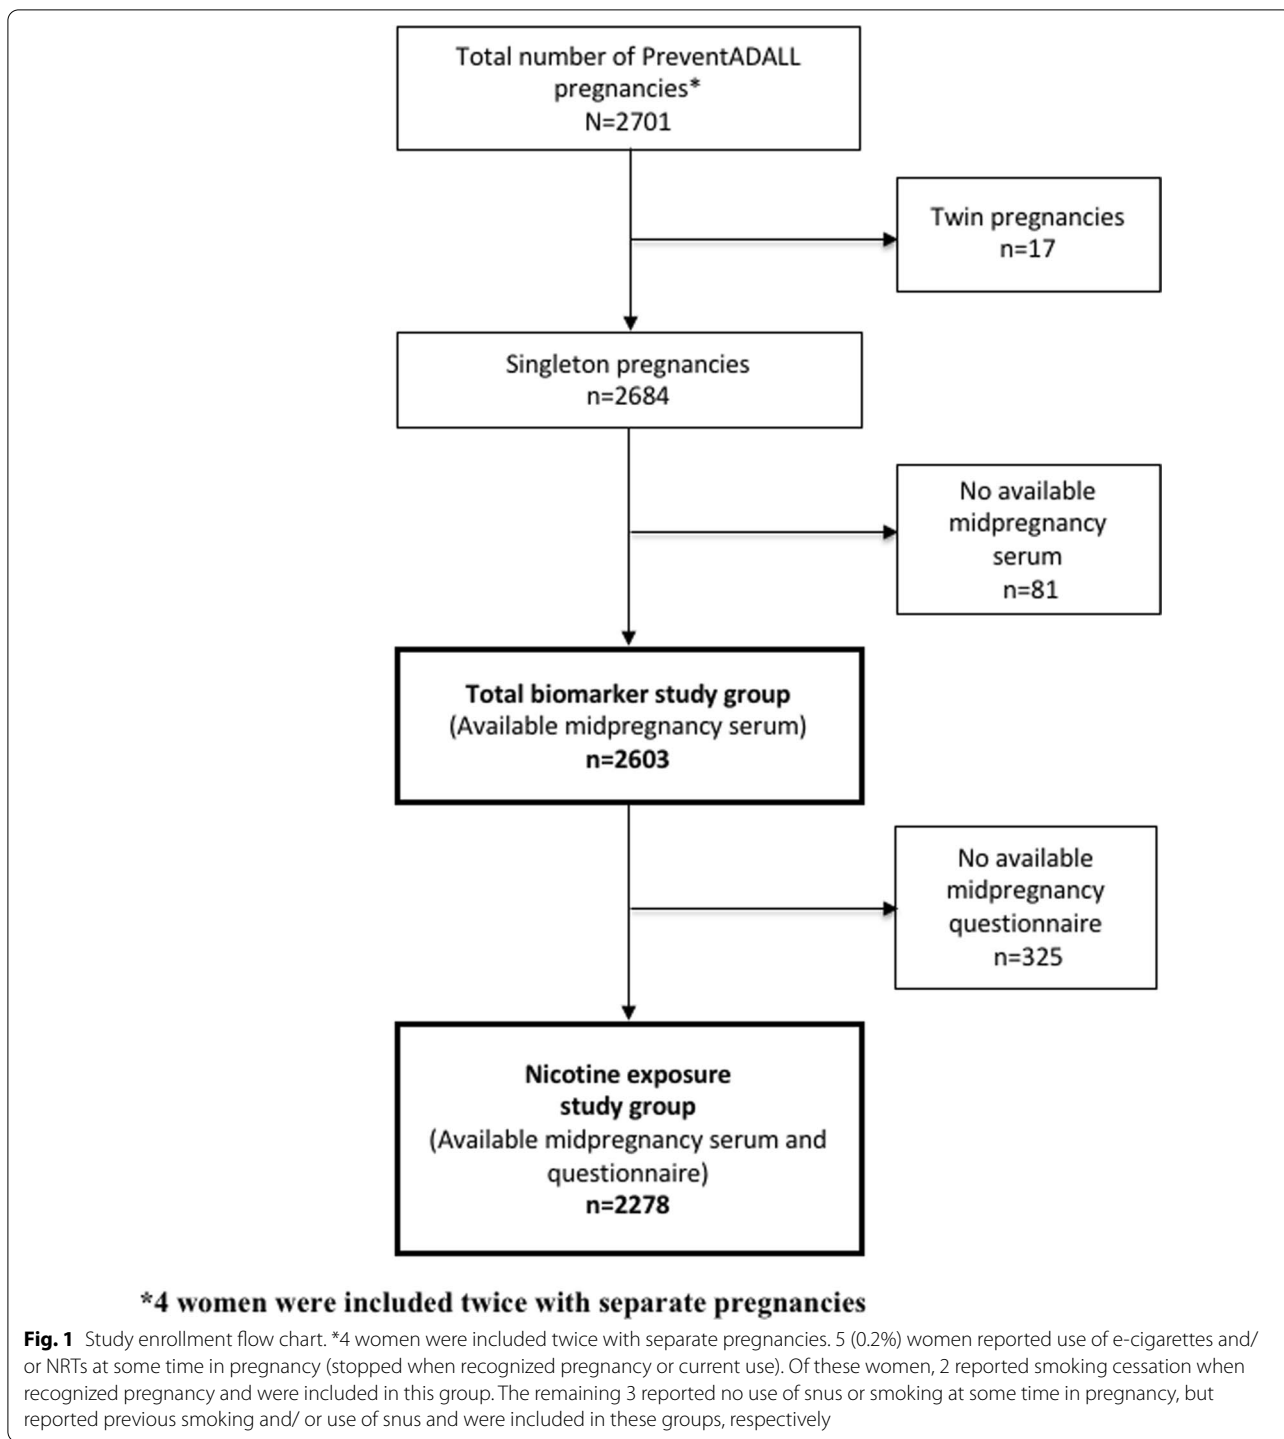 Total number of PreventADALL
pregnancies*
N=2701
Twin pregnancies
n=17
Singleton pregnancies
n=2684
No available
midpregnancy
serum
n=81
Total biomarker study group
(Available midpregnancy serum)
n=2603
No available
midpregnancy
questionnaire
n=325
Nicotine exposure
study group
(Available midpregnancy serum and
questionnaire)
n=2278
*4 women were included twice with separate pregnancies
Fig. 1 Study enrollment flow chart. *4 women were included twice with separate pregnancies. 5 (0.2%) women reported use of e-cigarettes and/
or NRTs at some time in pregnancy (stopped when recognized pregnancy or current use). Of these women, 2 reported smoking cessation when
recognized pregnancy and were included in this group. The remaining 3 reported no use of snus or smoking at some time in pregnancy, but
reported previous smoking and/ or use of snus and were included in these groups, respectively